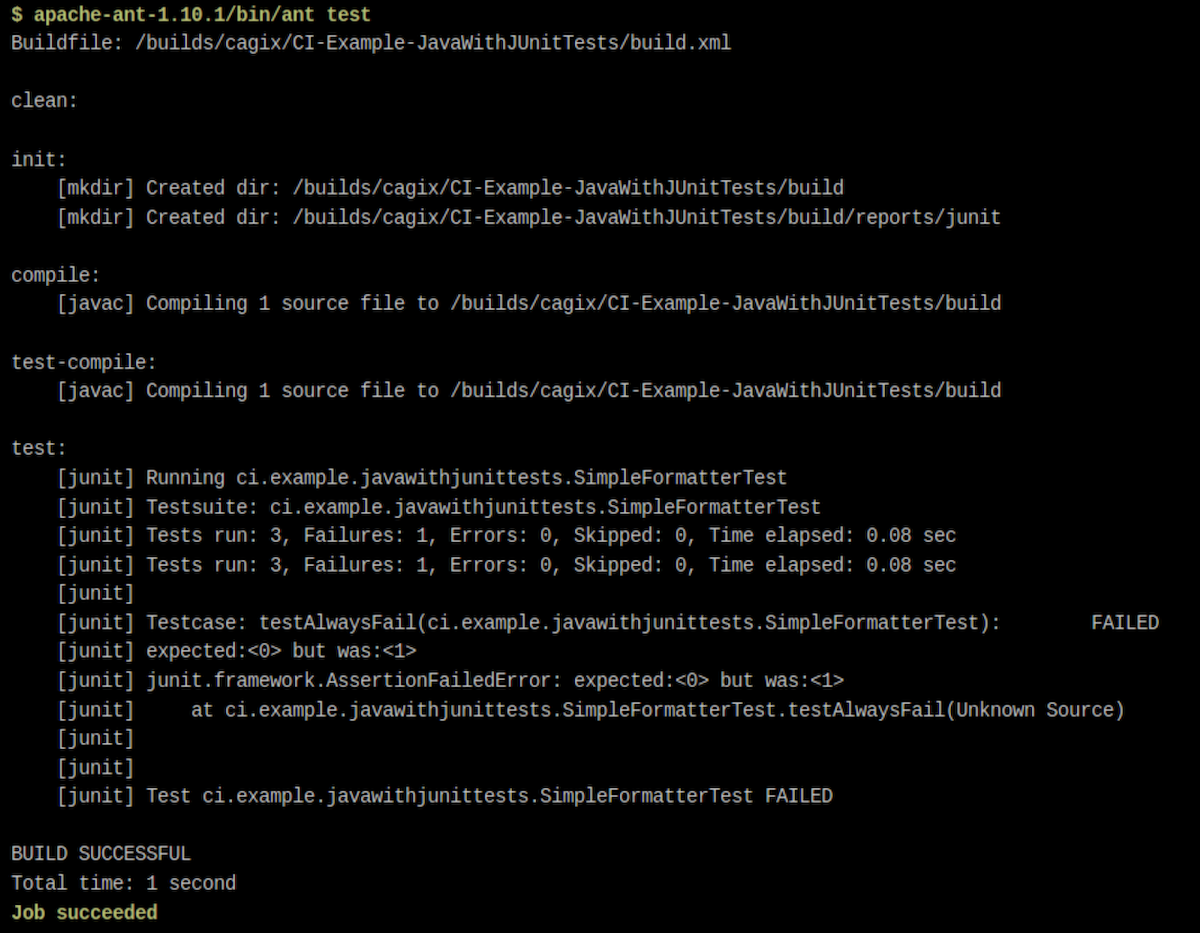 $ apache-ant-1.10.1/bin/ant test
Buildfile: /builds/cagix/CI-Example-JavaWithJUnitTests/build.xml
clean:
init:
[mkdir] Created dir: /builds/cagix/CI-Example-JavaWithJUnitTests/build
[mkdir] Created dir: /builds/cagix/CI-Example-JavaWithJUnitTests/build/reports/junit
compile:
[javac] Compiling 1 source file to /builds/cagix/CI-Example-JavaWithJUnitTests/build
test-compile:
[javac] Compiling 1 source file to /builds/cagix/CI-Example-JavaWithJUnitTests/build
test:
[junit] Running ci.example.javawithjunittests.SimpleFormatterTest
[junit] Testsuite: ci.example.javawithjunittests.SimpleFormatterTest
[junit] Tests run: 3, Failures: 1, Errors: 0, Skipped: 0, Time elapsed: 0.08 sec
[junit] Tests run: 3, Failures: 1, Errors: 0, Skipped: 0, Time elapsed: 0.08 sec
[junit]
[junit] Testcase: testAlwaysFail(ci.example.javawithjunittests.SimpleFormatterTest): FAILED
[junit] expected:<0> but was:<1>
[junit] junit.framework.AssertionFailedError: expected:<0> but was:<1>
[junit] at ci.example.javawithjunittests.SimpleFormatterTest.testAlwaysFail(Unknown Source)
[junit]
[junit]
[junit] Test ci.example.javawithjunittests.SimpleFormatterTest FAILED
BUILD SUCCESSFUL
Total time: 1 second
Job succeeded